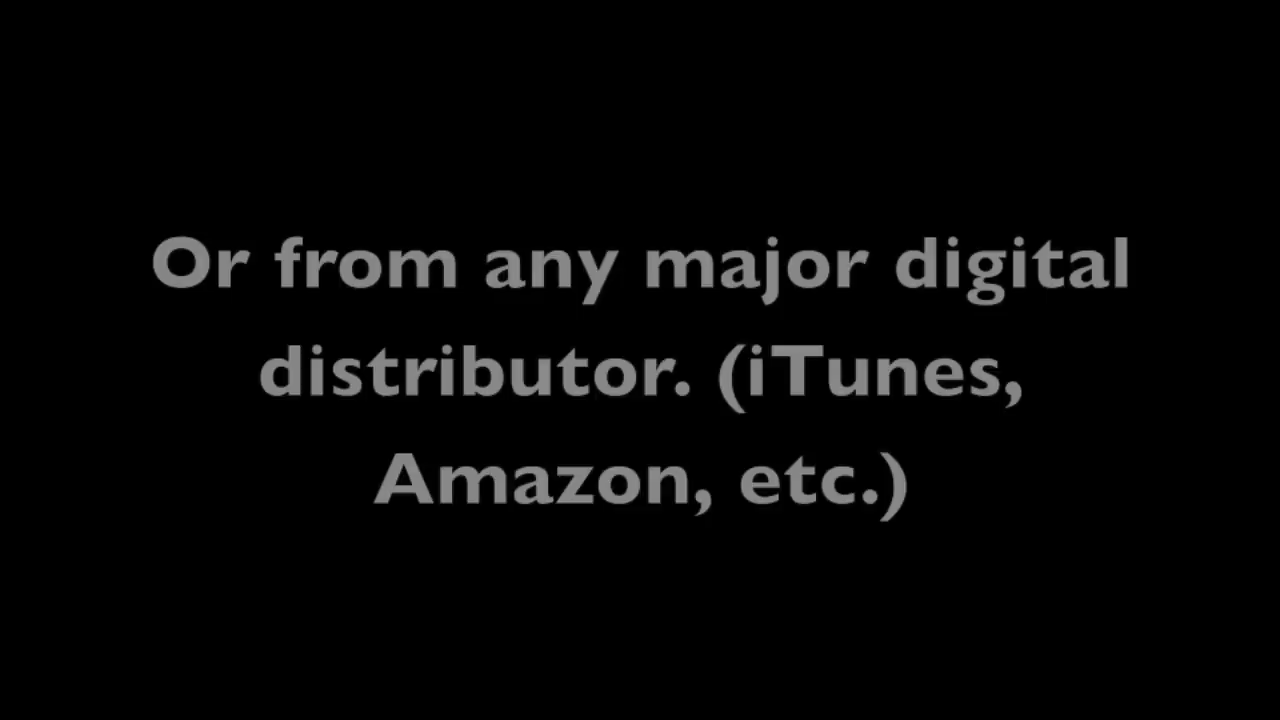 Or from any major digital
distributor. (iTunes,
Amazon, etc.)